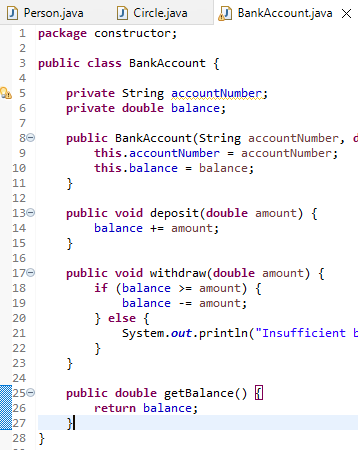 Person.java Circle.java BankAccount.java
1 package constructor;
2
3 public class BankAccount {
4
5 private String accountNumber;
6 private double balance;
7
8 public BankAccount(String accountNumber, d
9 this.accountNumber = accountNumber;
10 this.balance = balance;
11 }
12
13 public void deposit(double amount) {
14 balance += amount;
15 }
16
17 public void withdraw(double amount) {
18 if (balance >= amount) {
19 balance -= amount;
20 } else {
21 System.out.println("Insufficient b
22 }
23 }
24
25 public double getBalance() {
26 return balance;
27 }
28 }